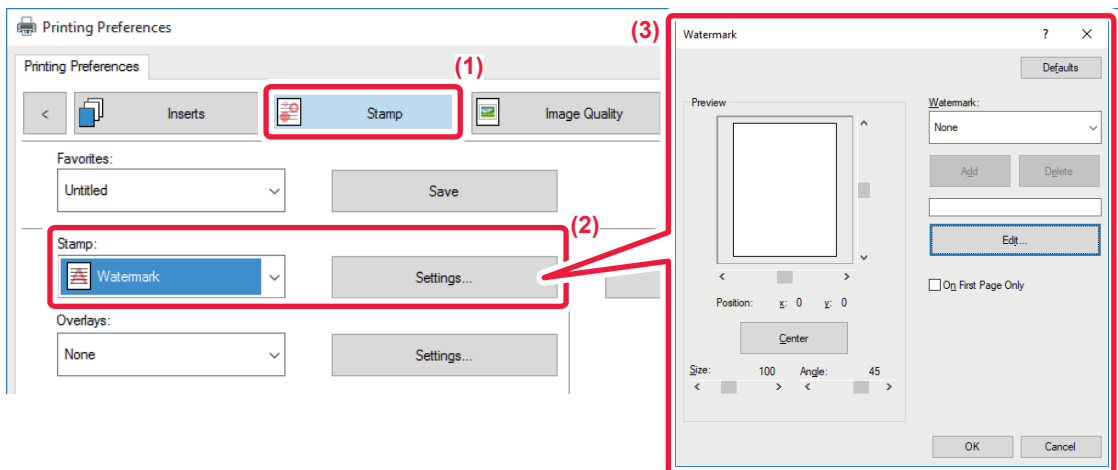 Printing Preferences
Printing Preferences
(1)
< Inserts Stamp Image Quality
Favorites:
Untitled Save
(2)
Stamp:
Watermark Settings...
Overlays:
None Settings...
(3)
Watermark ? ×
Defaults
Preview
Watermark:
None
Add Delete
Edit...
On First Page Only
Position: x: 0 y: 0
Center
Size: 100 Angle: 45
< > < >
OK Cancel